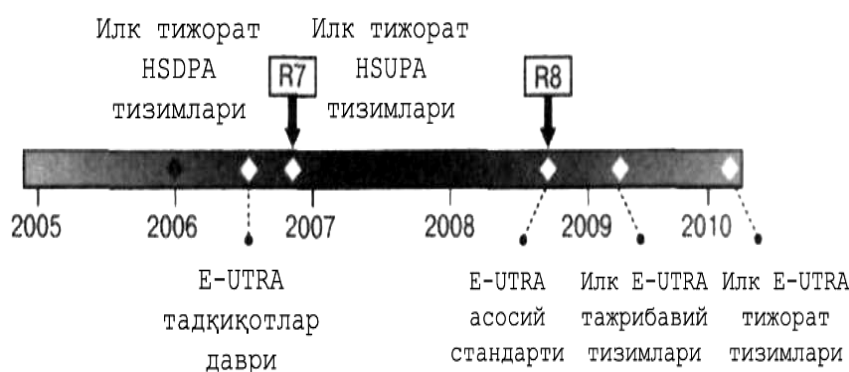 Илк тижорат
HSDPA
тизимлари
Илк тижорат
HSUPA
тизимлари
R7
R8
2005
2006
2007
2008
2009
2010
E-UTRA
тадқиқотлар
даври
E-UTRA
асосий
стандарти
Илк E-UTRA
тажрибавий
тизимлари
Илк E-UTRA
тижорат
тизимлари